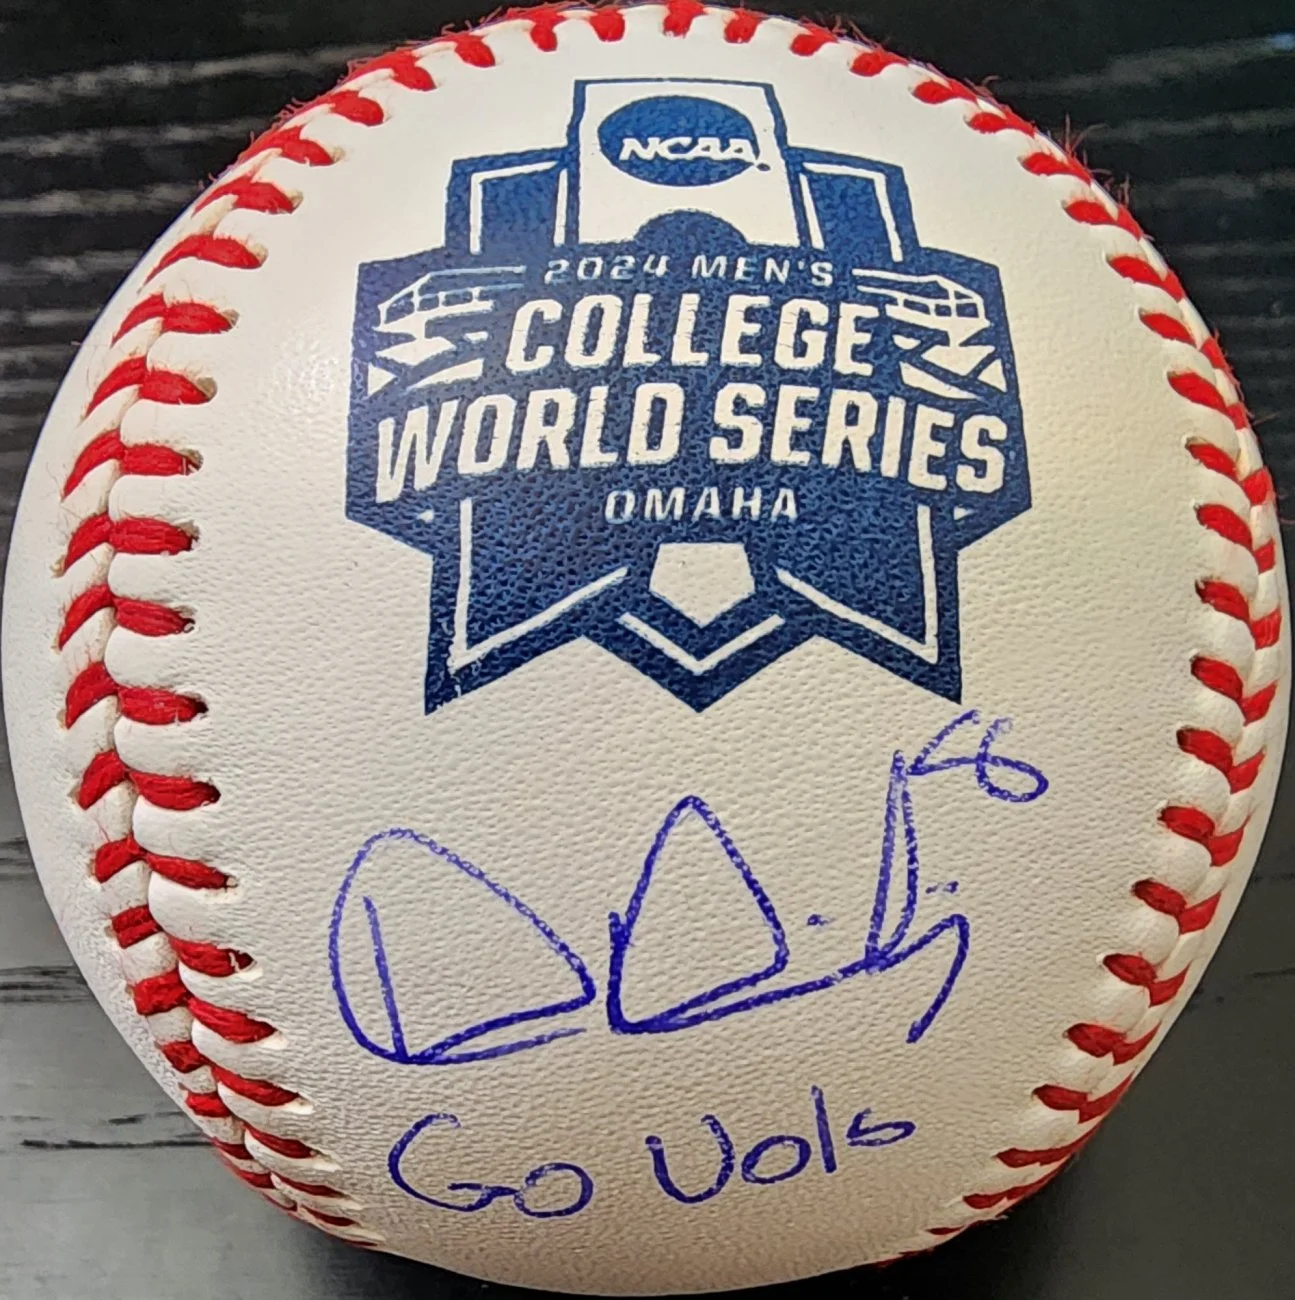 NCAA
2024 MEN'S
COLLEGE
WORLD SERIES
OMAHA
Go Vols